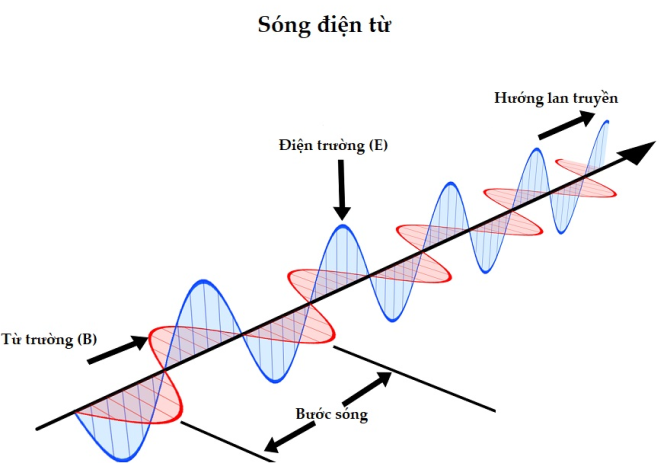 Sóng điện từ
Hướng lan truyền
Điện trường (E)
Từ trường (B)
Bước sóng